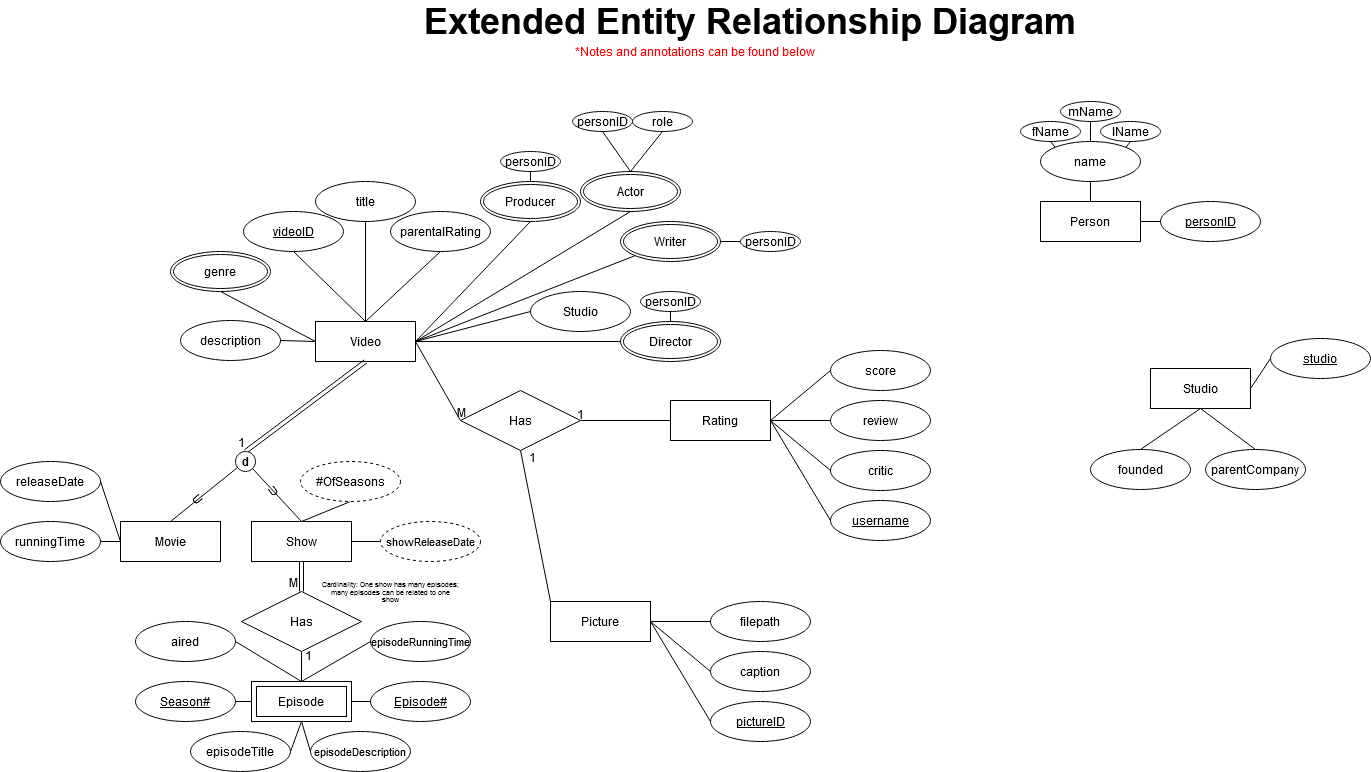 Extended Entity Relationship Diagram
*Notes and annotations can be found below
personID
role
mName
fName
lName
name
personID
Producer
Actor
title
videoID
parentalRating
Writer
personID
Person
personID
genre
Studio
personID
description
Video
Director
studio
Studio
score
M
Has
1
Rating
review
founded
parentCompany
1
1
d
critic
releaseDate
#OfSeasons
username
runningTime
Movie
Show
showReleaseDate
M
Cardinality: One show has many episodes;
many episodes can be related to one
show
Has
Picture
filepath
aired
episodeRunningTime
1
caption
Season#
Episode
Episode#
pictureID
episodeTitle
episodeDescription